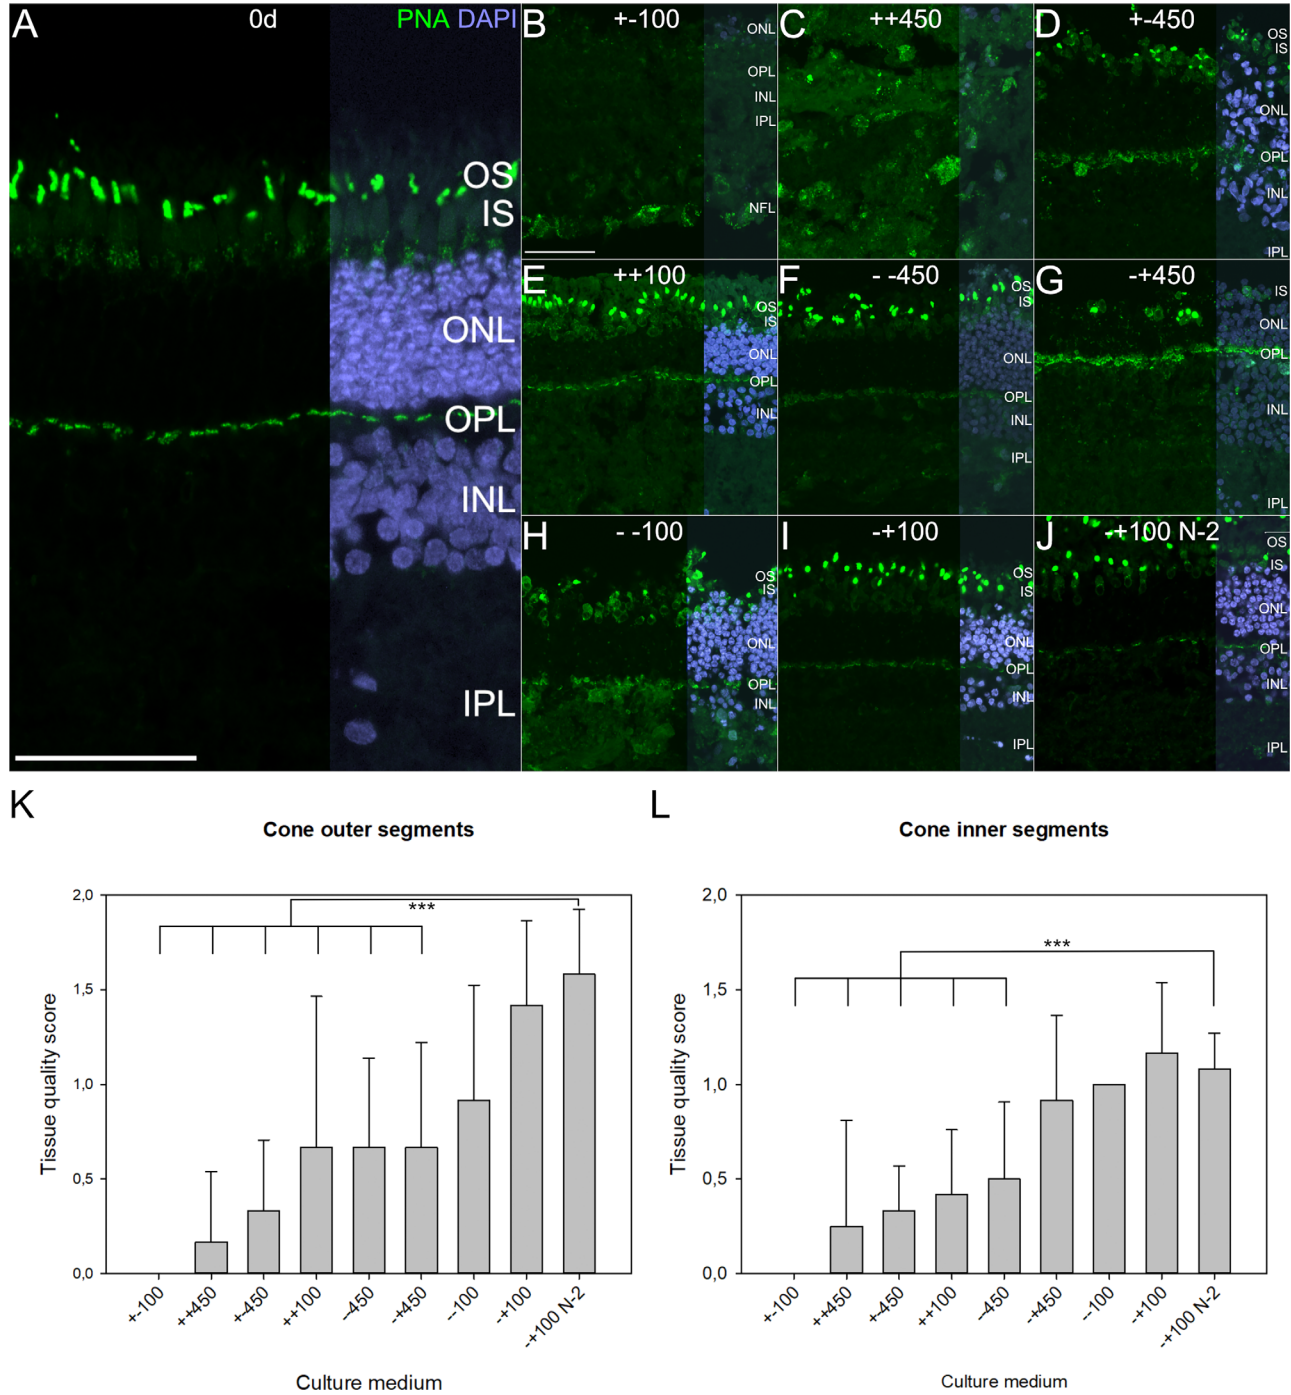 A 0d PNA DAPI
OS
IS
ONL
OPL
INL
IPL
B +-100
ONL
OPL
INL
IPL
NFL
C ++450
D +-450
OS
IS
ONL
OPL
INL
IPL
E ++100
OS
IS
ONL
OPL
INL
F - -450
OS
IS
ONL
OPL
INL
IPL
G -+450
IS
ONL
OPL
INL
IPL
H - -100
OS
IS
ONL
OPL
INL
I -+100
OS
IS
ONL
OPL
INL
IPL
J -+100 N-2
OS
IS
ONL
OPL
INL
IPL
K
Cone outer segments
2,0
1,5
1,0
0,5
0,0
Tissue quality score
***
+-100
++450
+-450
++100
--450
-+450
--100
-+100
-+100 N-2
Culture medium
L
Cone inner segments
2,0
1,5
1,0
0,5
0,0
Tissue quality score
***
+-100
++450
+-450
++100
--450
-+450
--100
-+100
-+100 N-2
Culture medium